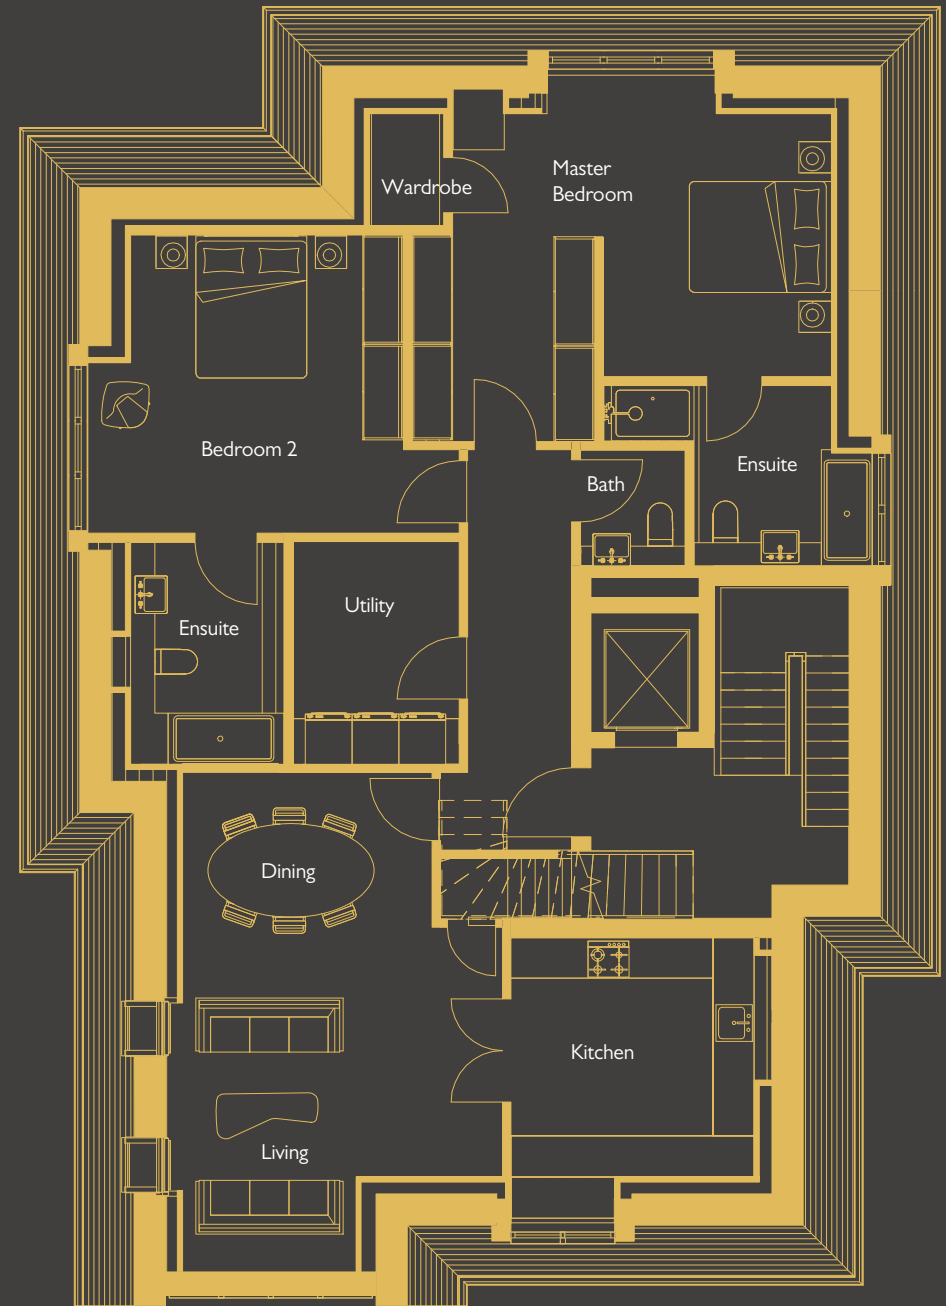 Master
Bedroom
Wardrobe
Bedroom 2
Ensuite
Bath
Utility
Ensuite
Dining
Kitchen
Living